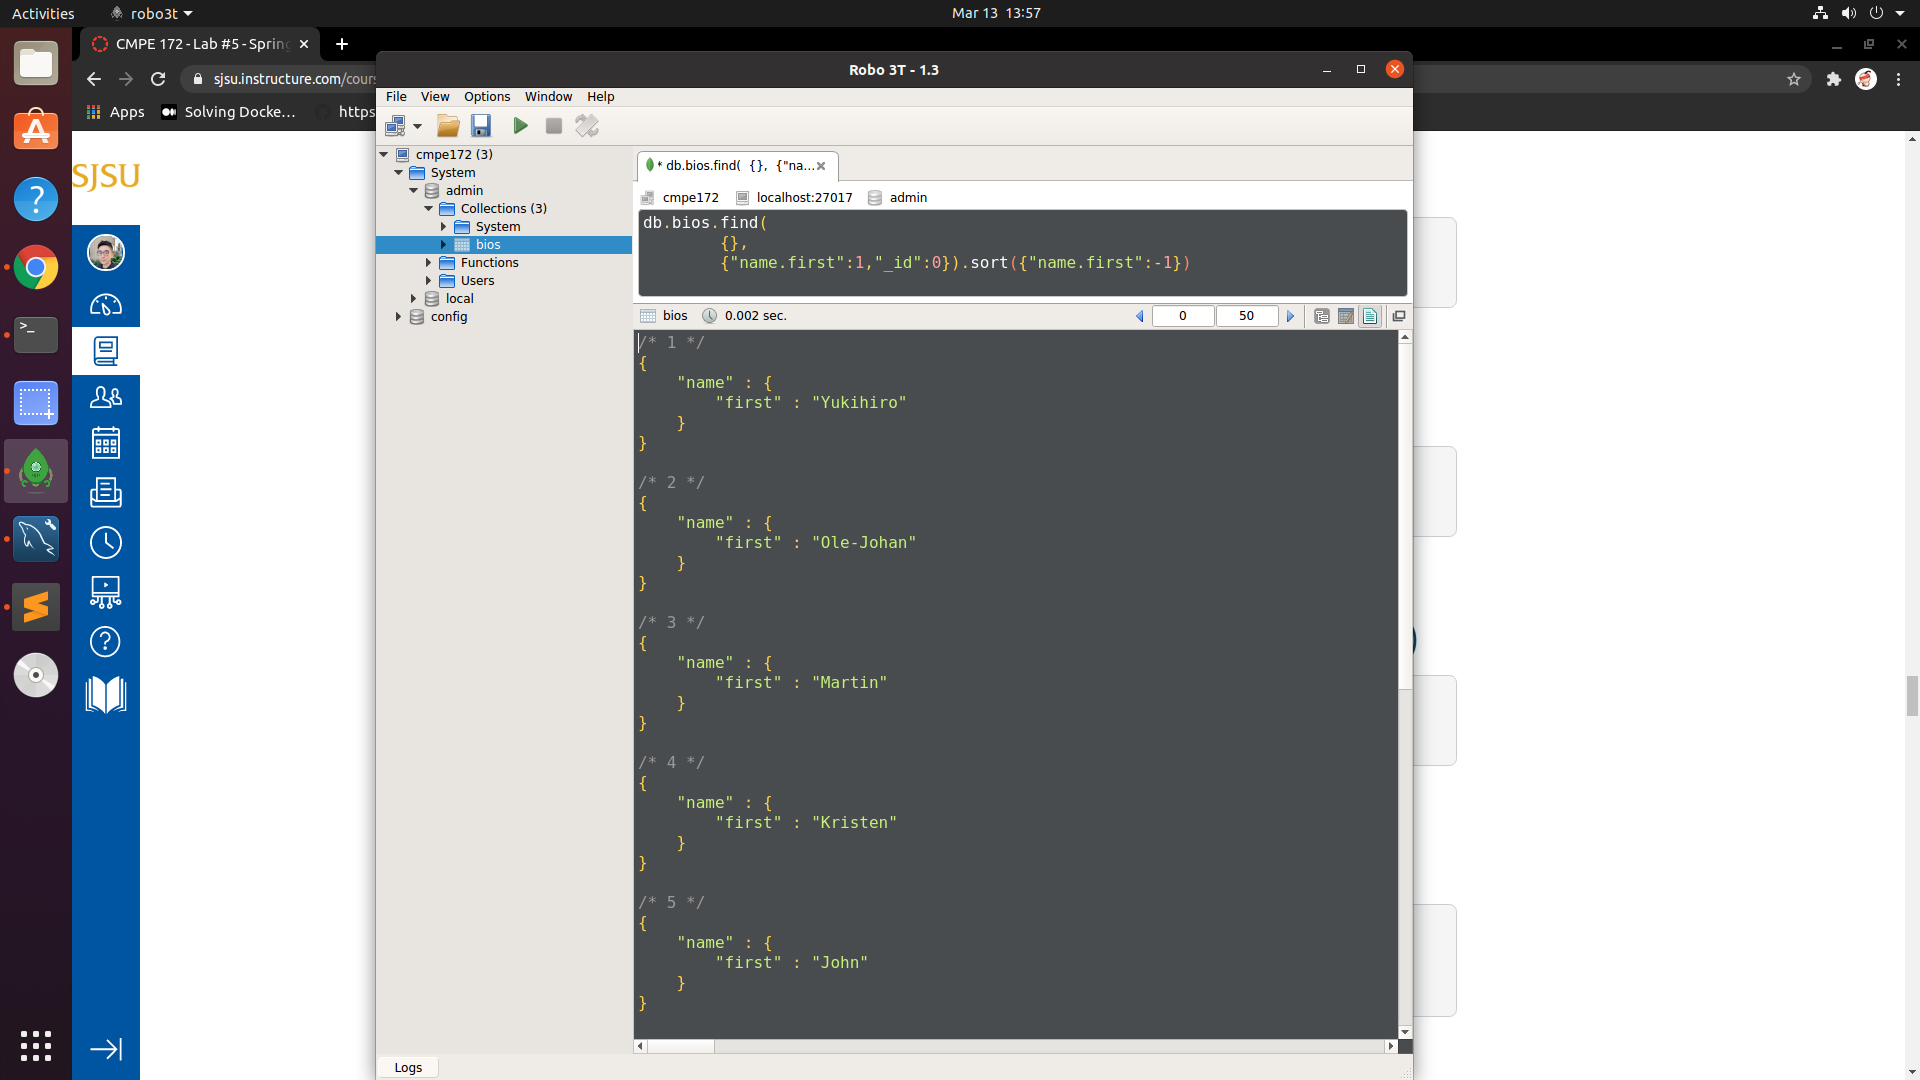 Activities
robo3t
Mar 13 13:57
CMPE 172 - Lab #5 - Spring
sjsu.instructure.com/cours
Apps
Solving Docke...
https
Robo 3T - 1.3
File View Options Window Help
cmpe172 (3)
System
admin
Collections (3)
System
bios
Functions
Users
local
config
* db.bios.find( {}, {"na...
cmpe172 localhost:27017 admin
db.bios.find(
{},
{"name.first":1,"_id":0}).sort({"name.first":-1})
bios 0.002 sec.
0 50
/* 1 */
{
"name" : {
"first" : "Yukihiro"
}
}
/* 2 */
{
"name" : {
"first" : "Ole-Johan"
}
}
/* 3 */
{
"name" : {
"first" : "Martin"
}
}
/* 4 */
{
"name" : {
"first" : "Kristen"
}
}
/* 5 */
{
"name" : {
"first" : "John"
}
}
Logs
SJSU